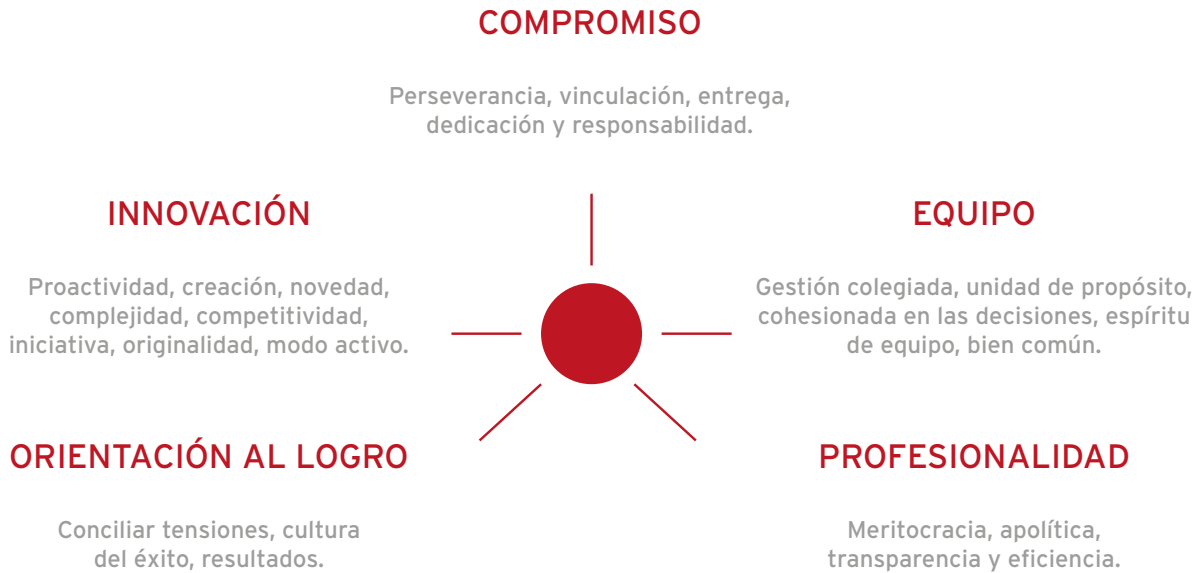 COMPROMISO
Perseverancia, vinculación, entrega,
dedicación y responsabilidad.
INNOVACIÓN
Proactividad, creación, novedad,
complejidad, competitividad,
iniciativa, originalidad, modo activo.
EQUIPO
Gestión colegiada, unidad de propósito,
cohesionada en las decisiones, espíritu
de equipo, bien común.
ORIENTACIÓN AL LOGRO
Conciliar tensiones, cultura
del éxito, resultados.
PROFESIONALIDAD
Meritocracia, apolítica,
transparencia y eficiencia.